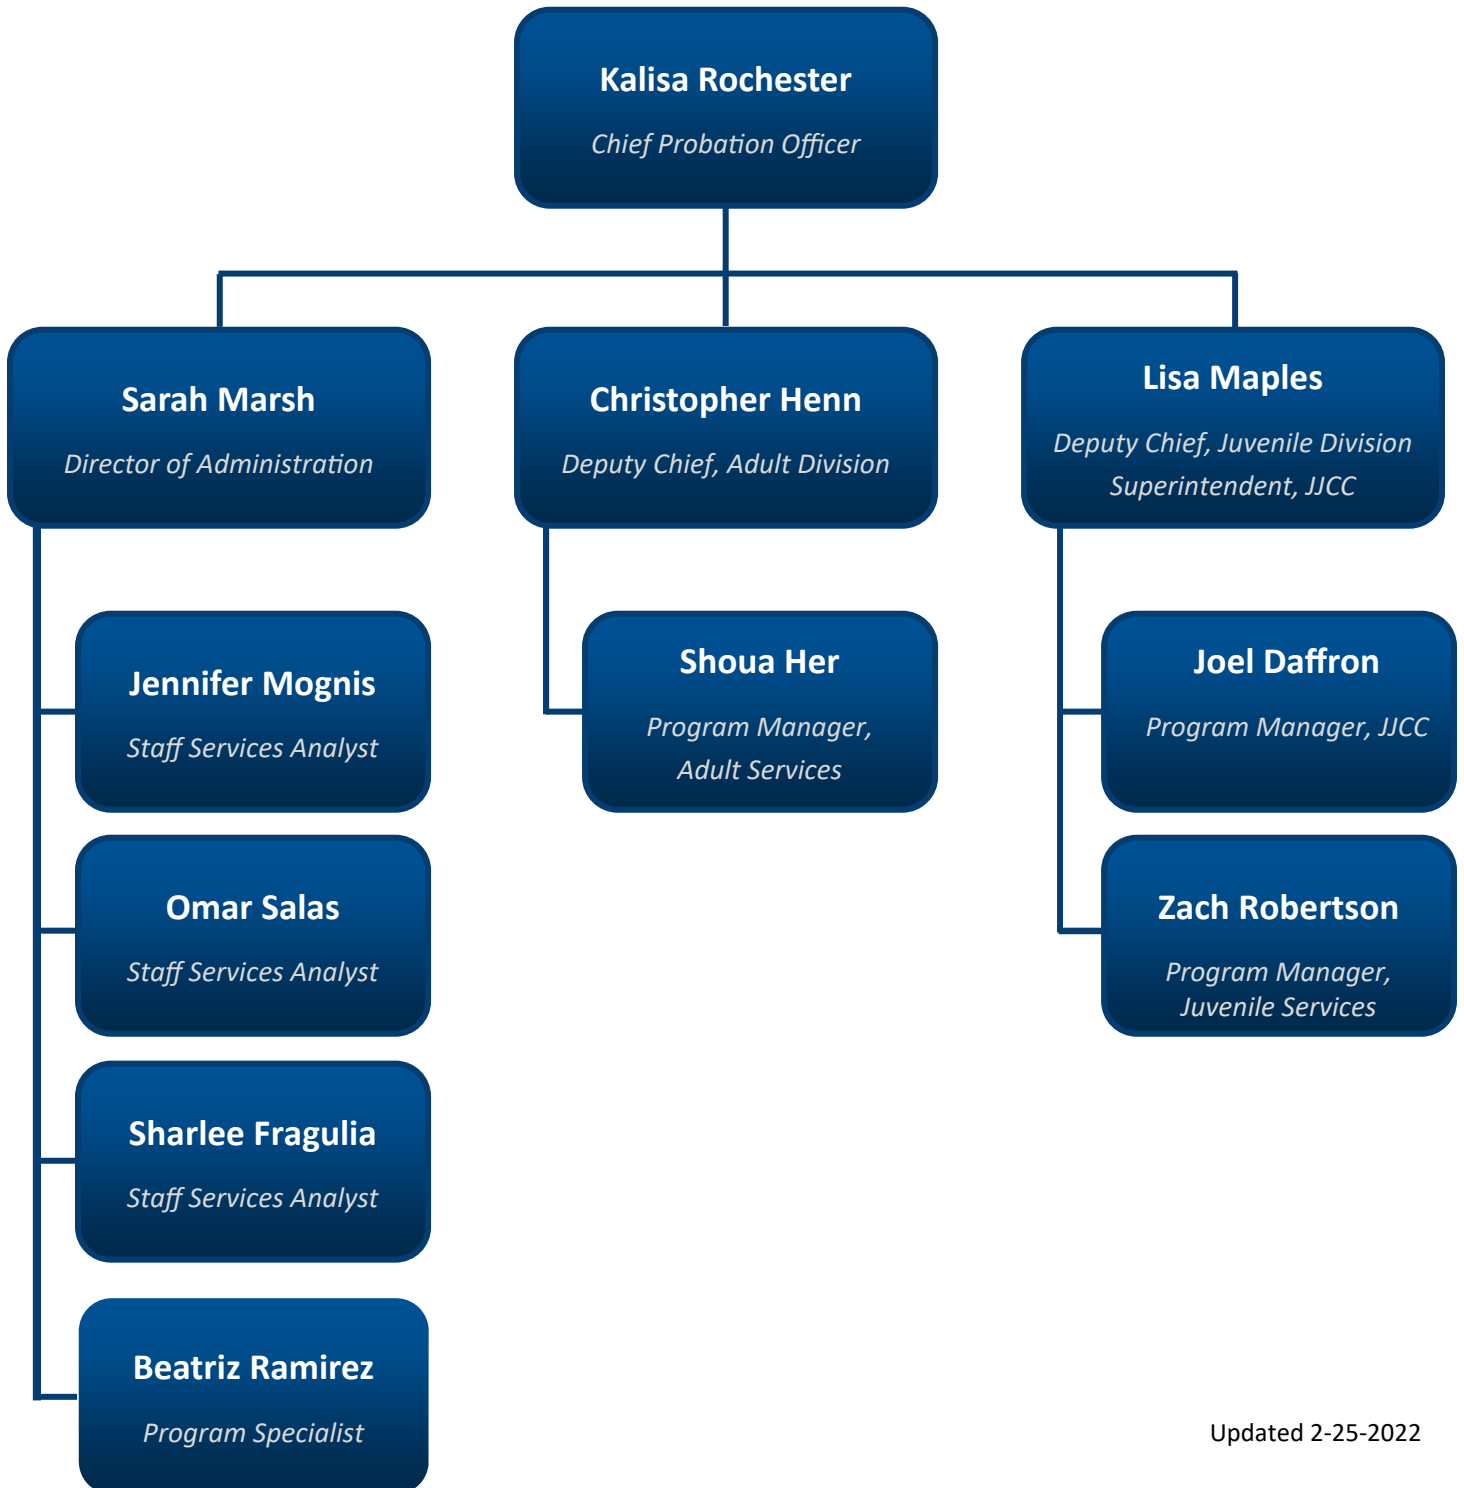 Kalisa Rochester
Chief Probation Officer
Sarah Marsh
Director of Administration
Christopher Henn
Deputy Chief, Adult Division
Lisa Maples
Deputy Chief, Juvenile Division
Superintendent, JJCC
Jennifer Mognis
Staff Services Analyst
Omar Salas
Staff Services Analyst
Sharlee Fragulia
Staff Services Analyst
Beatriz Ramirez
Program Specialist
Shoua Her
Program Manager,
Adult Services
Joel Daffron
Program Manager, JJCC
Zach Robertson
Program Manager,
Juvenile Services
Updated 2-25-2022